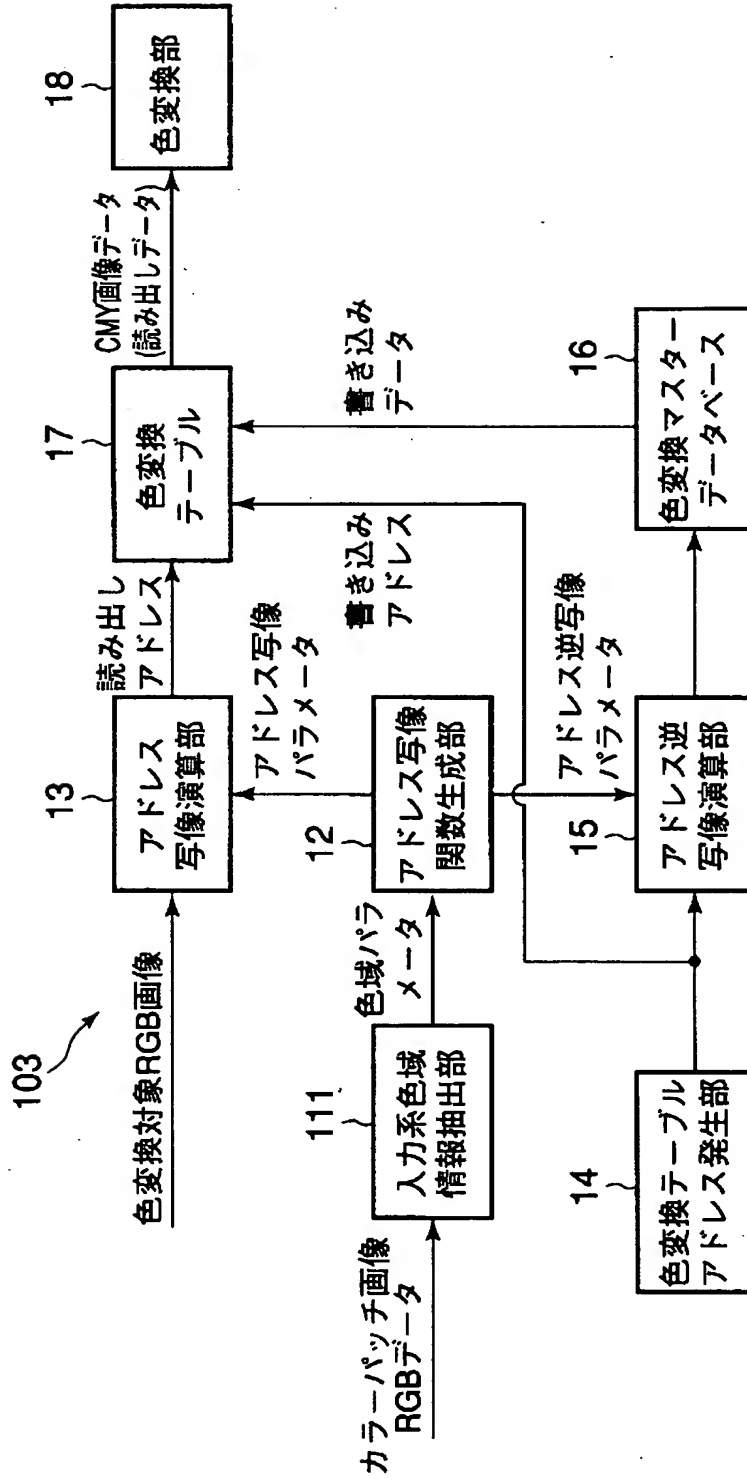 103
色変換対象RGB画像
13
アドレス
写像演算部
読み出し
アドレス
17
色変換
テーブル
CMY画像データ
(読み出しデータ)
18
色変換部
アドレス写像
パラメータ
書き込み
アドレス
書き込み
データ
カラーパッチ画像
RGBデータ
111
入力系色域
情報抽出部
色域パラ
メータ
12
アドレス写像
関数生成部
アドレス逆写像
パラメータ
14
色変換テーブル
アドレス発生部
15
アドレス逆
写像演算部
16
色変換マスター
データベース